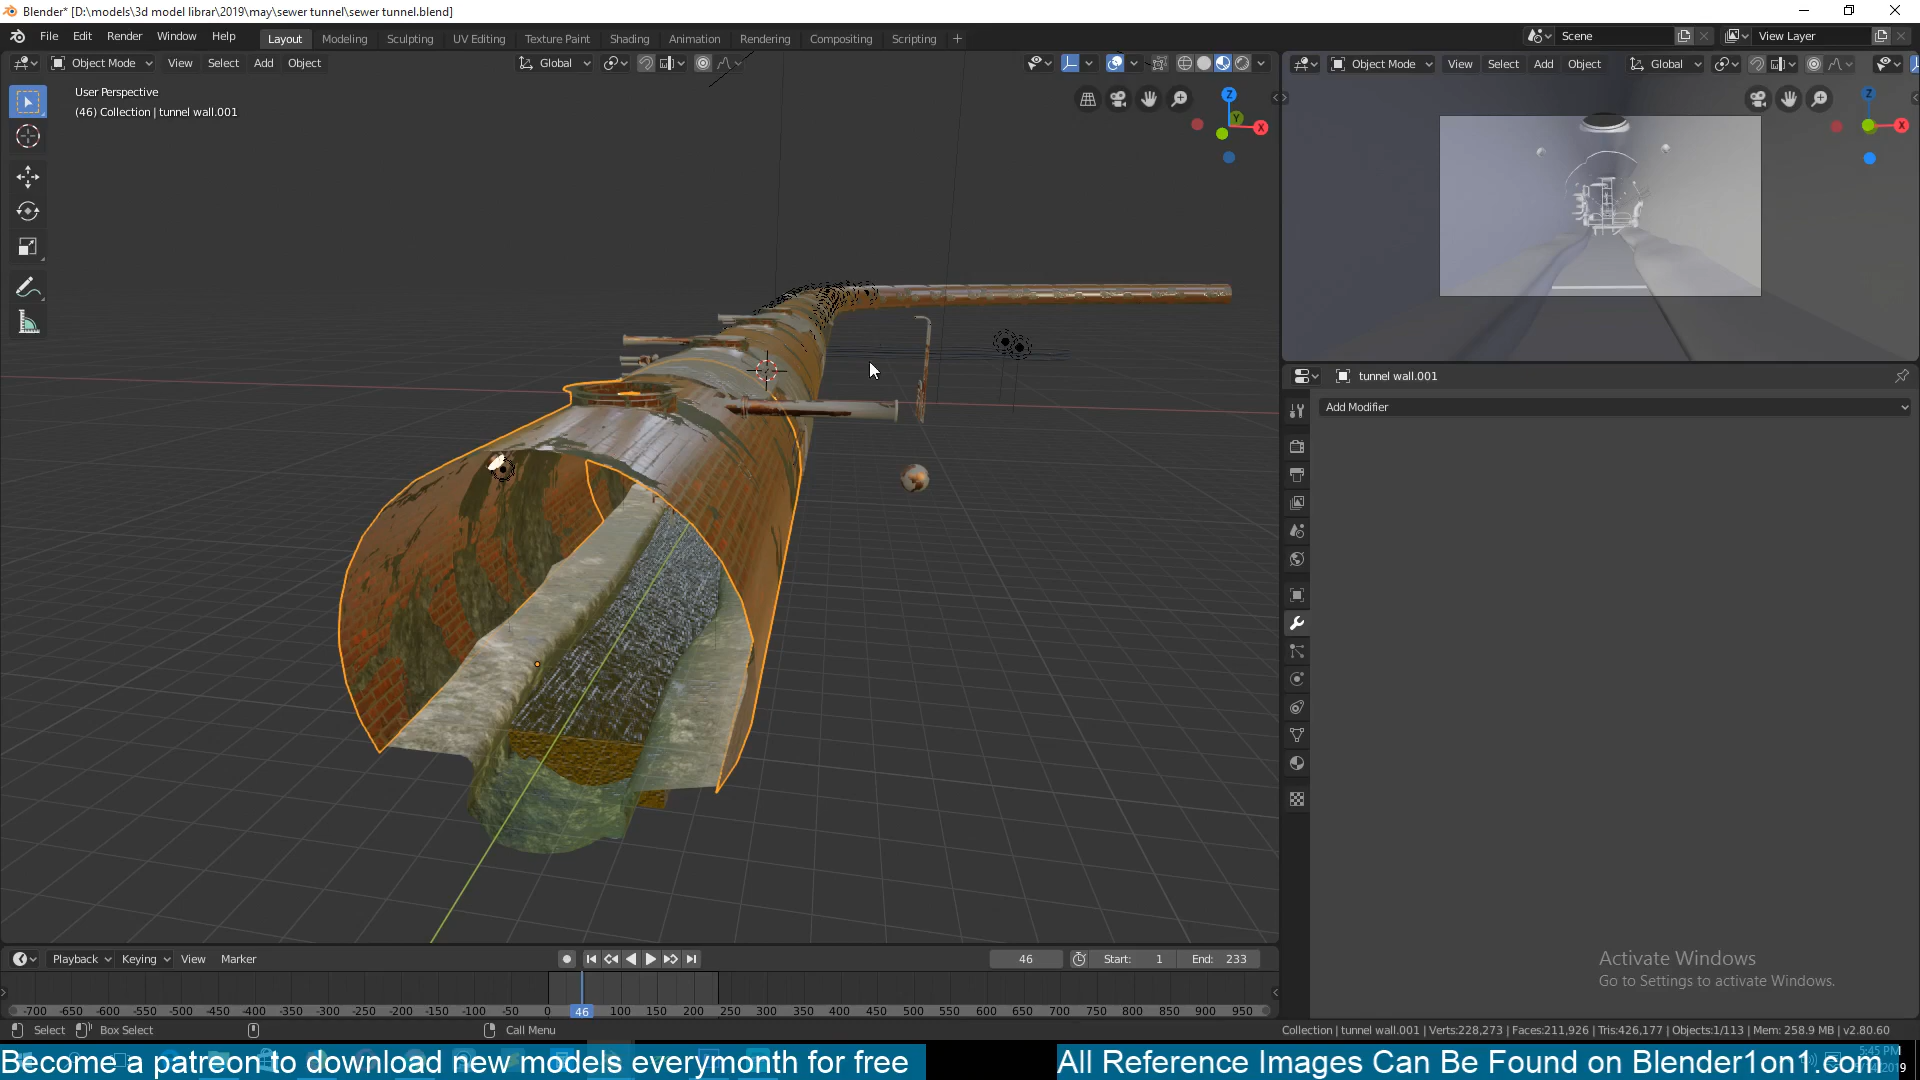 Blender* [D:\models\3d model librar\2019\may\sewer tunnel\sewer tunnel.blend]
File Edit Render Window Help Layout Modeling Sculpting UV Editing Texture Paint Shading Animation Rendering Compositing Scripting + Scene View Layer
Object Mode View Select Add Object Global Object Mode View Select Add Object Global
User Perspective
(46) Collection | tunnel wall.001
Z
Y
X
Z
X
tunnel wall.001
Add Modifier
Activate Windows
Go to Settings to activate Windows.
Playback Keying View Marker 46 Start: 1 End: 233
-700 -650 -600 -550 -500 -450 -400 -350 -300 -250 -200 -150 -100 -50 0 46 100 150 200 250 300 350 400 450 500 550 600 650 700 750 800 850 900 950
Select Box Select Call Menu Collection | tunnel wall.001 | Verts:228,273 | Faces:211,926 | Tris:426,177 | Objects:1/113 | Mem: 258.9 MB | v2.80.60
Become a patreon to download new models everymonth for free All Reference Images Can Be Found on Blender1on1.com
5:45 PM